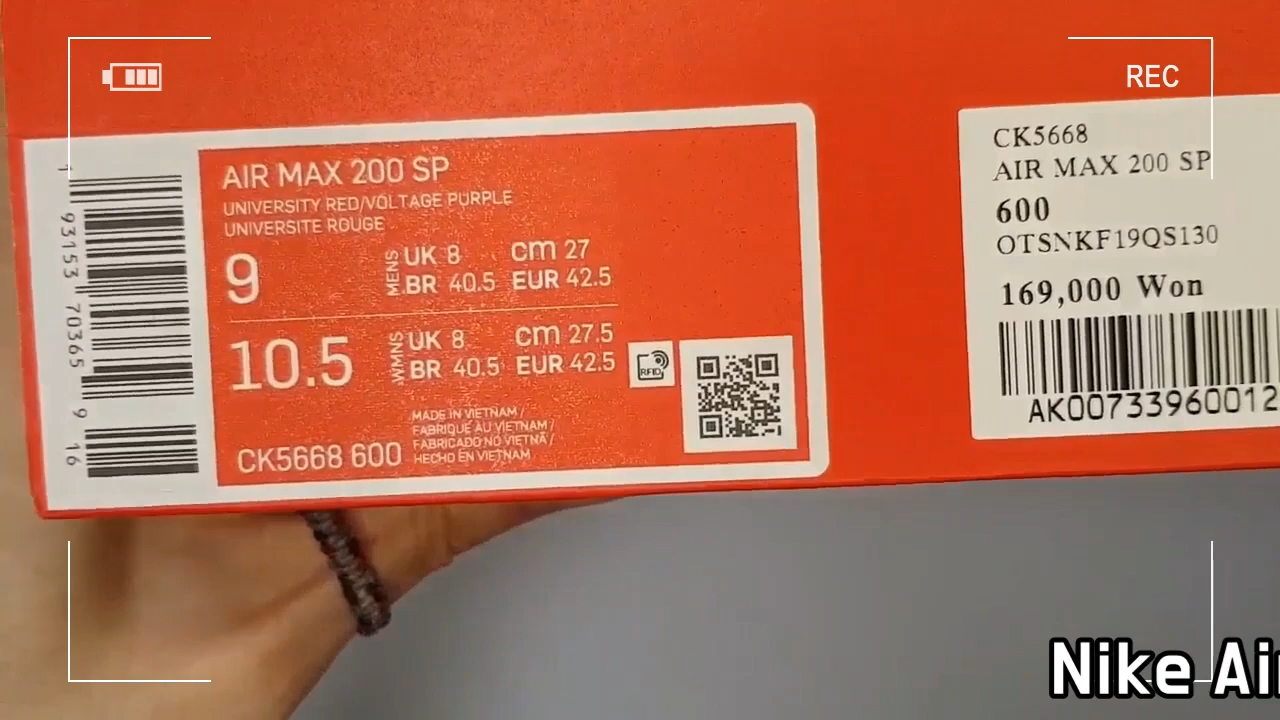 REC
AIR MAX 200 SP
UNIVERSITY RED/VOLTAGE PURPLE
UNIVERSITE ROUGE
9
MENS
UK 8 cm 27
BR 40.5 EUR 42.5
10.5
WMNS
UK 8 cm 27.5
BR 40.5 EUR 42.5
RFID
CK5668 600
MADE IN VIETNAM /
FABRIQUÉ AU VIETNAM /
FABRICADO NO VIETNÃ /
HECHO EN VIETNAM
93153 70365 9 16
CK5668
AIR MAX 200 SP
600
OTSNKF19QS130
169,000 Won
AK00733960012
Nike Air